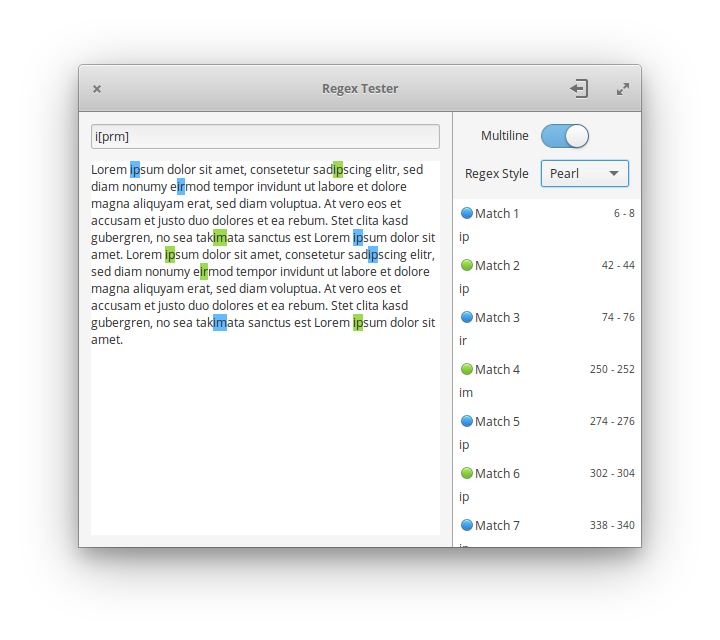 Regex Tester
i[prm]
Lorem ipsum dolor sit amet, consetetur sadipscing elitr, sed
diam nonumy eirmod tempor invidunt ut labore et dolore
magna aliquyam erat, sed diam voluptua. At vero eos et
accusam et justo duo dolores et ea rebum. Stet clita kasd
gubergren, no sea takimata sanctus est Lorem ipsum dolor sit
amet. Lorem ipsum dolor sit amet, consetetur sadipscing elitr,
sed diam nonumy eirmod tempor invidunt ut labore et dolore
magna aliquyam erat, sed diam voluptua. At vero eos et
accusam et justo duo dolores et ea rebum. Stet clita kasd
gubergren, no sea takimata sanctus est Lorem ipsum dolor sit
amet.
Multiline
Regex Style Pearl
Match 1 6 - 8
ip
Match 2 42 - 44
ip
Match 3 74 - 76
ir
Match 4 250 - 252
im
Match 5 274 - 276
ip
Match 6 302 - 304
ip
Match 7 338 - 340